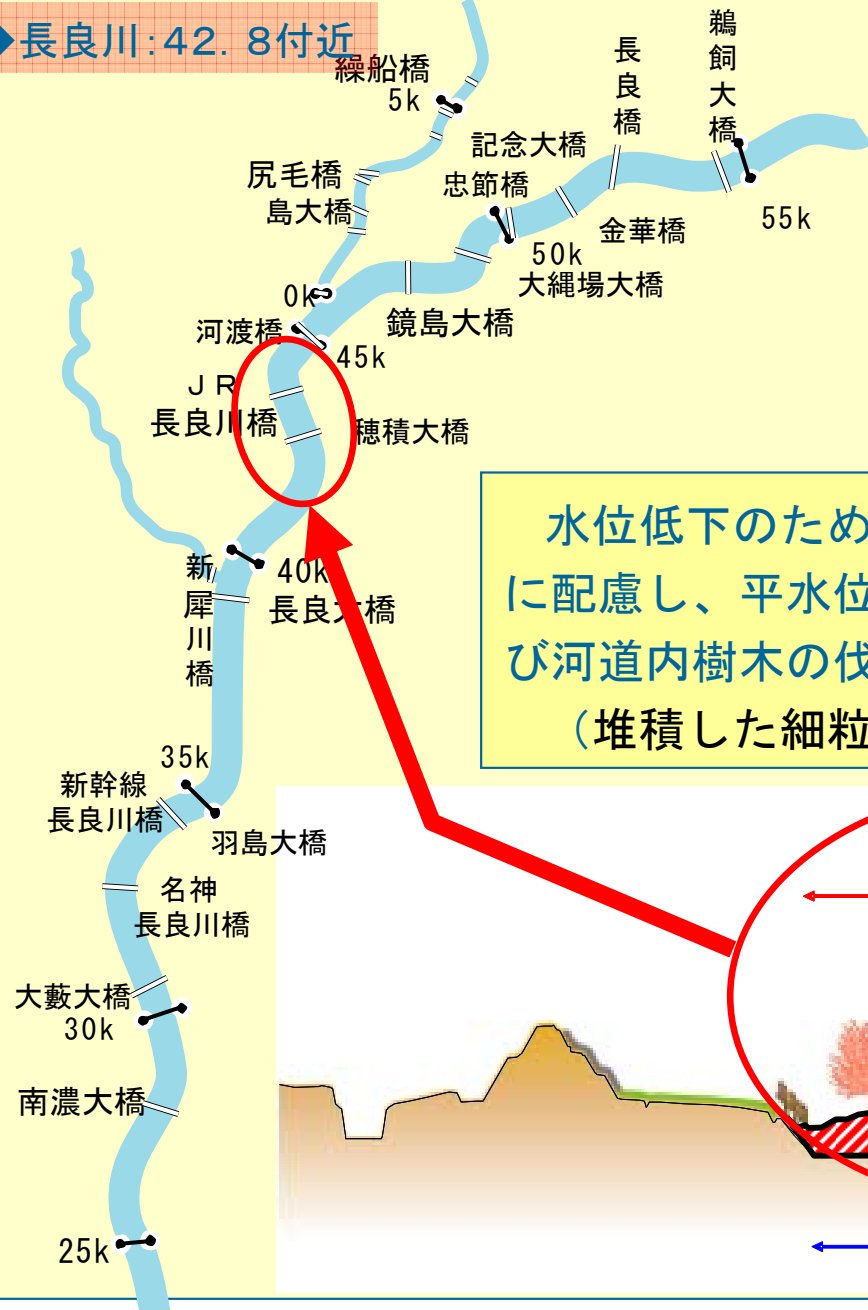 ◆長良川:42.8付近
繰船橋
5k
長良橋
鵜飼大橋
記念大橋
尻毛橋
忠節橋
島大橋
55k
金華橋
50k
大縄場大橋
0k
鏡島大橋
河渡橋
45k
JR
長良川橋
穂積大橋
水位低下のため
に配慮し、平水位
び河道内樹木の伐
(堆積した細粒
新犀川橋
40k
長良大橋
35k
新幹線
長良川橋
羽島大橋
名神
長良川橋
大藪大橋
30k
南濃大橋
25k